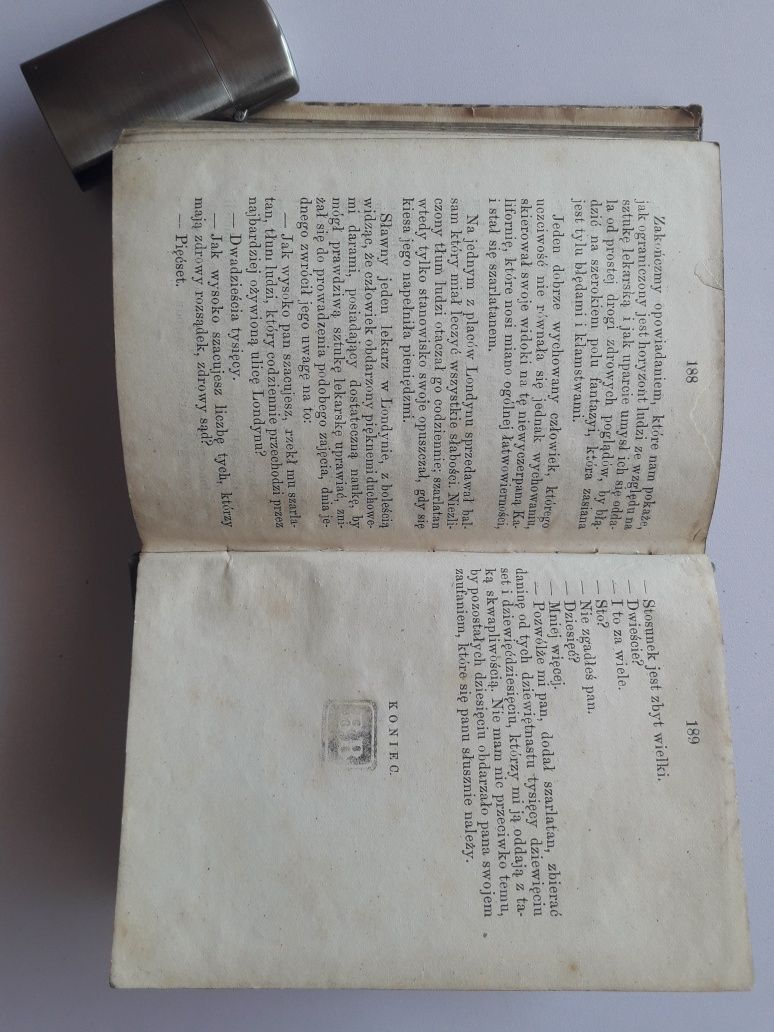 188
Zakończmy opowiadaniem, które nam pokaże,
jak ograniczony jest horyzont ludzi ze względu na
sztukę lekarską i jak uparcie umysł ich się odda-
la od prostej drogi zdrowych poglądów, by błą-
dzić na szerokiem polu fantazyi, która zasiana
jest tylu błędami i kłamstwami.
Jeden dobrze wychowany człowiek, którego
uczciwość nie równała się jednak wychowaniu,
skierował swoje widoki na tę niewyczerpaną Ka-
lifornię, które nosi miano ogólnej łatwowierności,
i stał się szarlatanem.
Na jednym z placów Londynu sprzedawał bal-
sam który miał leczyć wszystkie słabości. Niezli-
czony tłum ludzi otaczał go codziennie; szarlatan
wtedy tylko stanowisko swoje opuszczał, gdy się
kiesa jego napełniła pieniędzmi.
Sławny jeden lekarz w Londynie, z boleścią
widząc, że człowiek obdarzony pięknemi duchowe-
mi darami, posiadający dostateczną naukę, by
mógł prawdziwą sztukę lekarskę uprawiać, zni-
żał się do prowadzenia podobego zajęcia, dnia je-
dnego zwrócił jego uwagę na to:
— Jak wysoko pan szacujesz, rzekł mu szarla-
tan, tłum ludzi, który codziennie przechodzi przez
najbardziej ożywioną ulicę Londynu?
— Dwadzieścia tysięcy.
— Jak wysoko szacujesz liczbę tych, którzy
mają zdrowy rozsądek, zdrowy sąd?
— Pięćset.
189
— Stosunek jest zbyt wielki.
— Dwieście?
— I to za wiele.
— Sto?
— Nie zgadłeś pan.
— Dziesięć?
— Mniej więcej.
— Pozwólże mi pan, dodał szarlatan, zbierać
daninę od tych dziewiętnastu tysięcy dziewięciu
set i dziewięćdziesięciu, którzy mi ją oddają z ta-
ką skwapliwością. Nie mam nic przeciwko temu,
by pozostałych dziesięciu obdarzało pana swojem
zaufaniem, które się panu słusznie należy.
KONIEC.